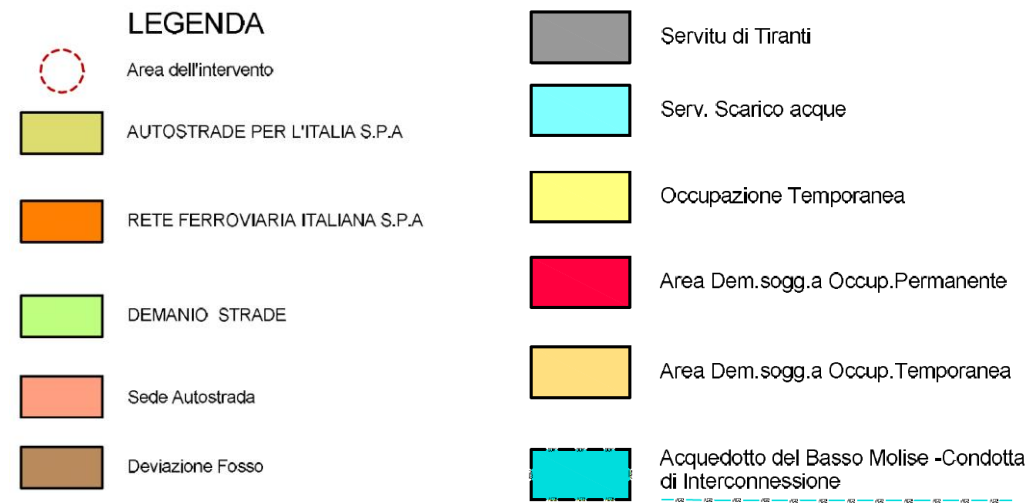 LEGENDA
Area dell'intervento
AUTOSTRADE PER L'ITALIA S.P.A
RETE FERROVIARIA ITALIANA S.P.A
DEMANIO STRADE
Sede Autostrada
Deviazione Fosso
Servitu di Tiranti
Serv. Scarico acque
Occupazione Temporanea
Area Dem.sogg.a Occup.Permanente
Area Dem.sogg.a Occup.Temporanea
Acquedotto del Basso Molise -Condotta
di Interconnessione